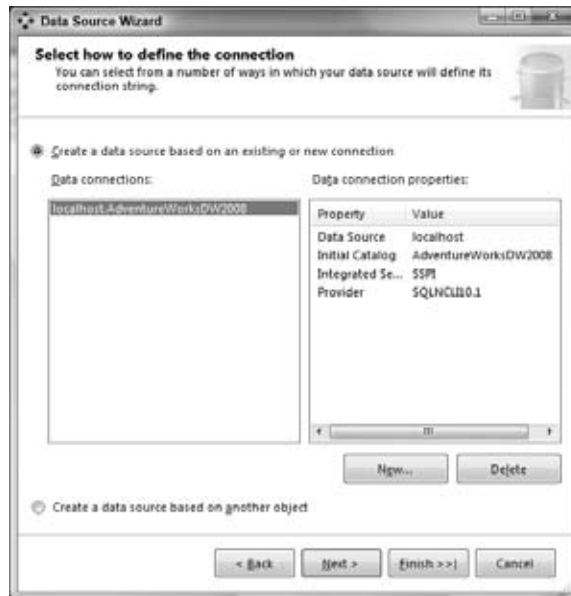 Data Source Wizard
Select how to define the connection
You can select from a number of ways in which your data source will define its
connection string.
Create a data source based on an existing or new connection
Data connections:
Data connection properties:
localhost.AdventureWorksDW2008
Property Value
Data Source localhost
Initial Catalog AdventureWorksDW2008
Integrated Se... SSPI
Provider SQLNCLI10.1
New...
Delete
Create a data source based on another object
< Back
Next >
Finish >>|
Cancel